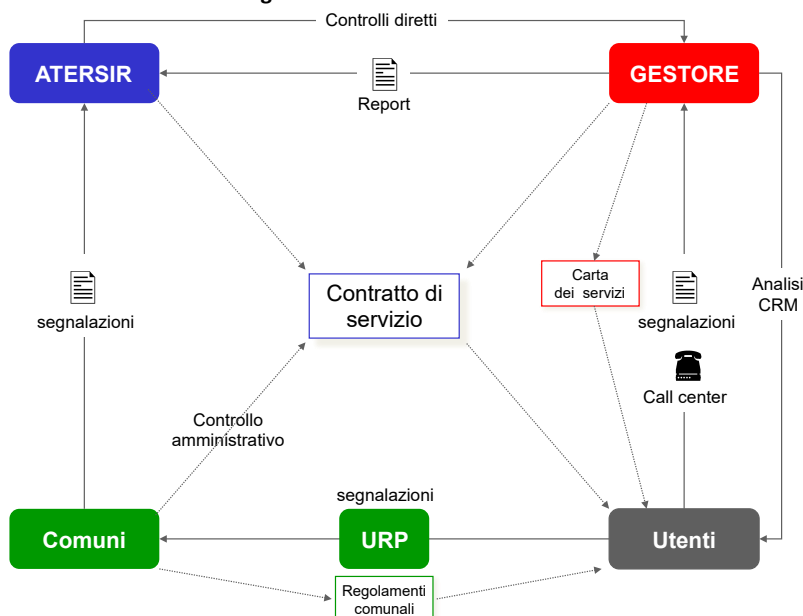 Controlli diretti
ATERSIR
GESTORE
Report
Contratto di
servizio
Carta
dei servizi
Analisi
CRM
segnalazioni
segnalazioni
Call center
Controllo
amministrativo
segnalazioni
Comuni
URP
Utenti
Regolamenti
comunali